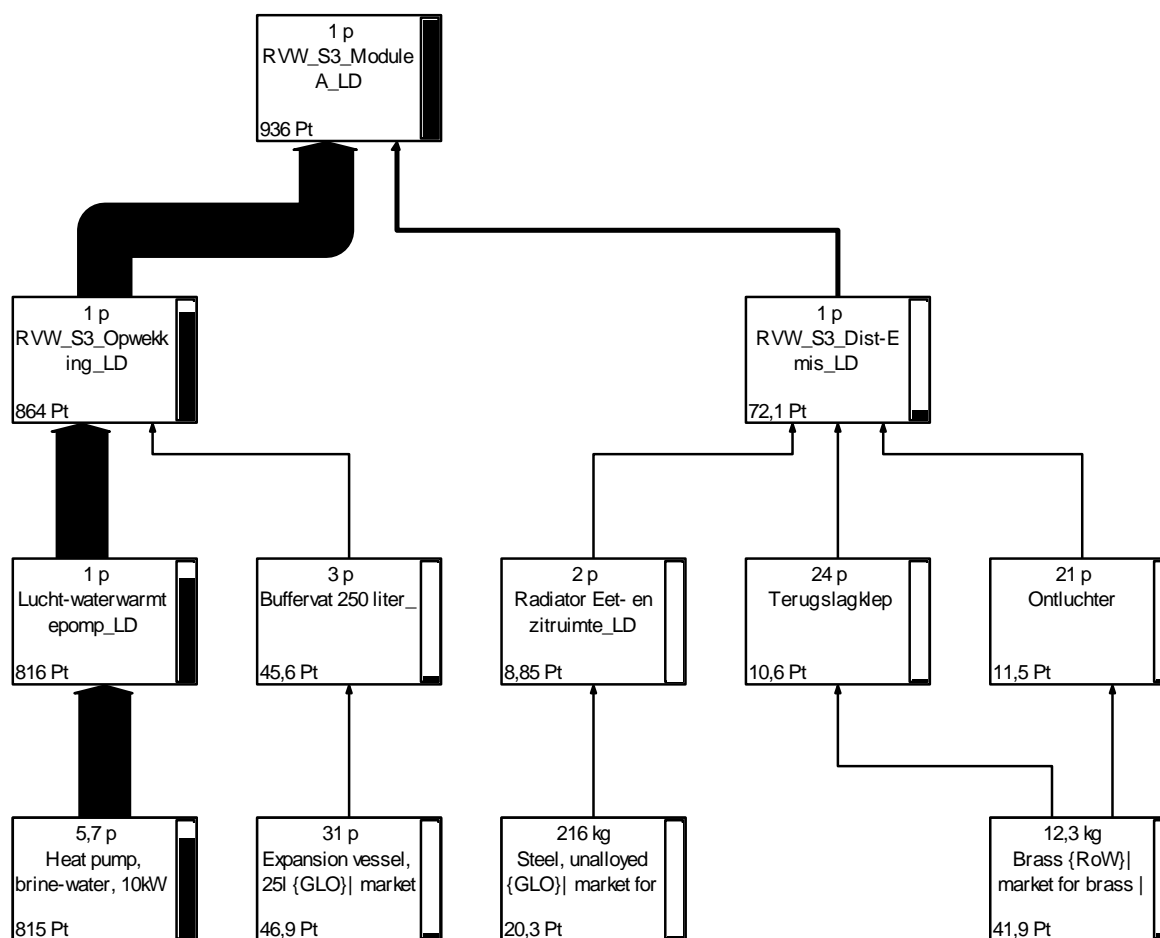 1 p
RVW_S3_Module
A_LD
936 Pt
1 p
RVW_S3_Opwekk
ing_LD
864 Pt
1 p
RVW_S3_Dist-E
mis_LD
72,1 Pt
1 p
Lucht-waterwarmt
epomp_LD
816 Pt
3 p
Buffervat 250 liter_
45,6 Pt
2 p
Radiator Eet- en
zitruimte_LD
8,85 Pt
24 p
Terugslagklep
10,6 Pt
21 p
Ontluchter
11,5 Pt
5,7 p
Heat pump,
brine-water, 10kW
815 Pt
31 p
Expansion vessel,
25l {GLO}| market
46,9 Pt
216 kg
Steel, unalloyed
{GLO}| market for
20,3 Pt
12,3 kg
Brass {RoW}|
market for brass |
41,9 Pt